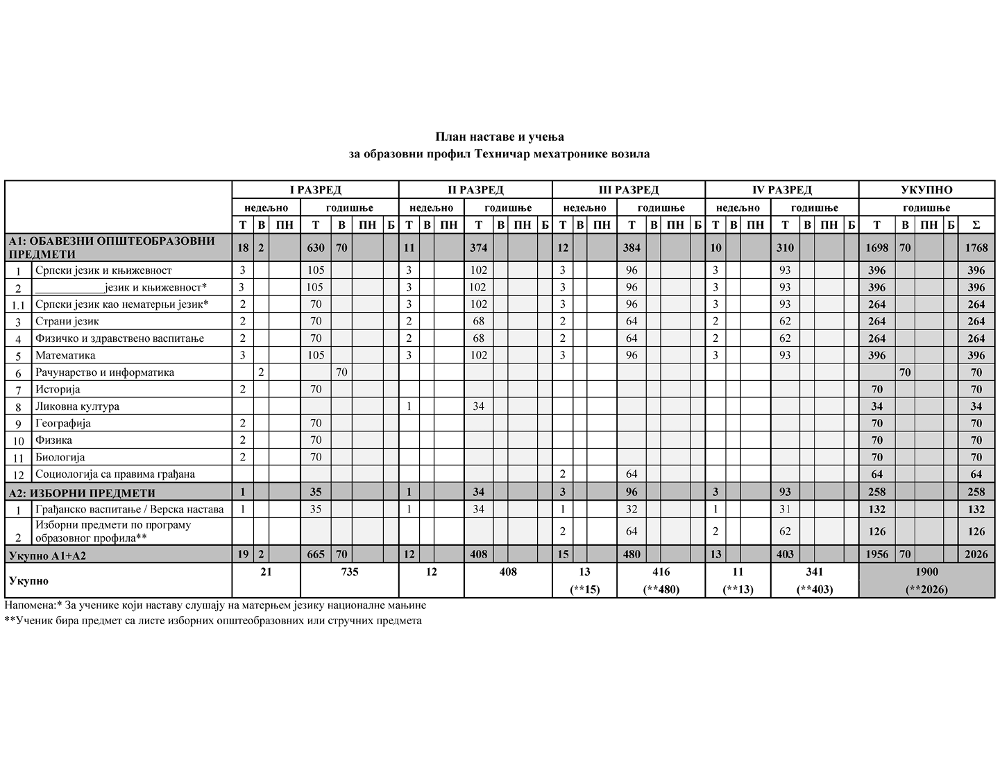 План наставе и учења
за образовни профил Техничар мехатронике возила
I РАЗРЕД II РАЗРЕД III РАЗРЕД IV РАЗРЕД УКУПНО
недељно годишње недељно годишње недељно годишње недељно годишње годишње
Т В ПН Т В ПН Б Т В ПН Т В ПН Б Т В ПН Т В ПН Б Т В ПН Т В ПН Б Т В ПН Б Σ
А1: ОБАВЕЗНИ ОПШТЕОБРАЗОВНИ
ПРЕДМЕТИ 18 2 630 70 11 374 12 384 10 310 1698 70 1768
1 Српски језик и књижевност 3 105 3 102 3 96 3 93 396 396
2 ____________језик и књижевност* 3 105 3 102 3 96 3 93 396 396
1.1 Српски језик као нематерњи језик* 2 70 3 102 3 96 3 93 264 264
3 Страни језик 2 70 2 68 2 64 2 62 264 264
4 Физичко и здравствено васпитање 2 70 2 68 2 64 2 62 264 264
5 Математика 3 105 3 102 3 96 3 93 396 396
6 Рачунарство и информатика 2 70 70 70
7 Историја 2 70 70 70
8 Ликовна култура 1 34 34 34
9 Географија 2 70 70 70
10 Физика 2 70 70 70
11 Биологија 2 70 70 70
12 Социологија са правима грађана 2 64 64 64
А2: ИЗБОРНИ ПРЕДМЕТИ 1 35 1 34 3 96 3 93 258 258
1 Грађанско васпитање / Верска настава 1 35 1 34 1 32 1 31 132 132
Изборни предмети по програму
2 образовног профила** 2 64 2 62 126 126
Укупно А1+А2 19 2 665 70 12 408 15 480 13 403 1956 70 2026
Укупно 21 735 12 408 13 416 11 341 1900
(**15) (**480) (**13) (**403) (**2026)
Напомена:* За ученике који наставу слушају на матерњем језику националне мањине
**Ученик бира предмет са листе изборних општеобразовних или стручних предмета